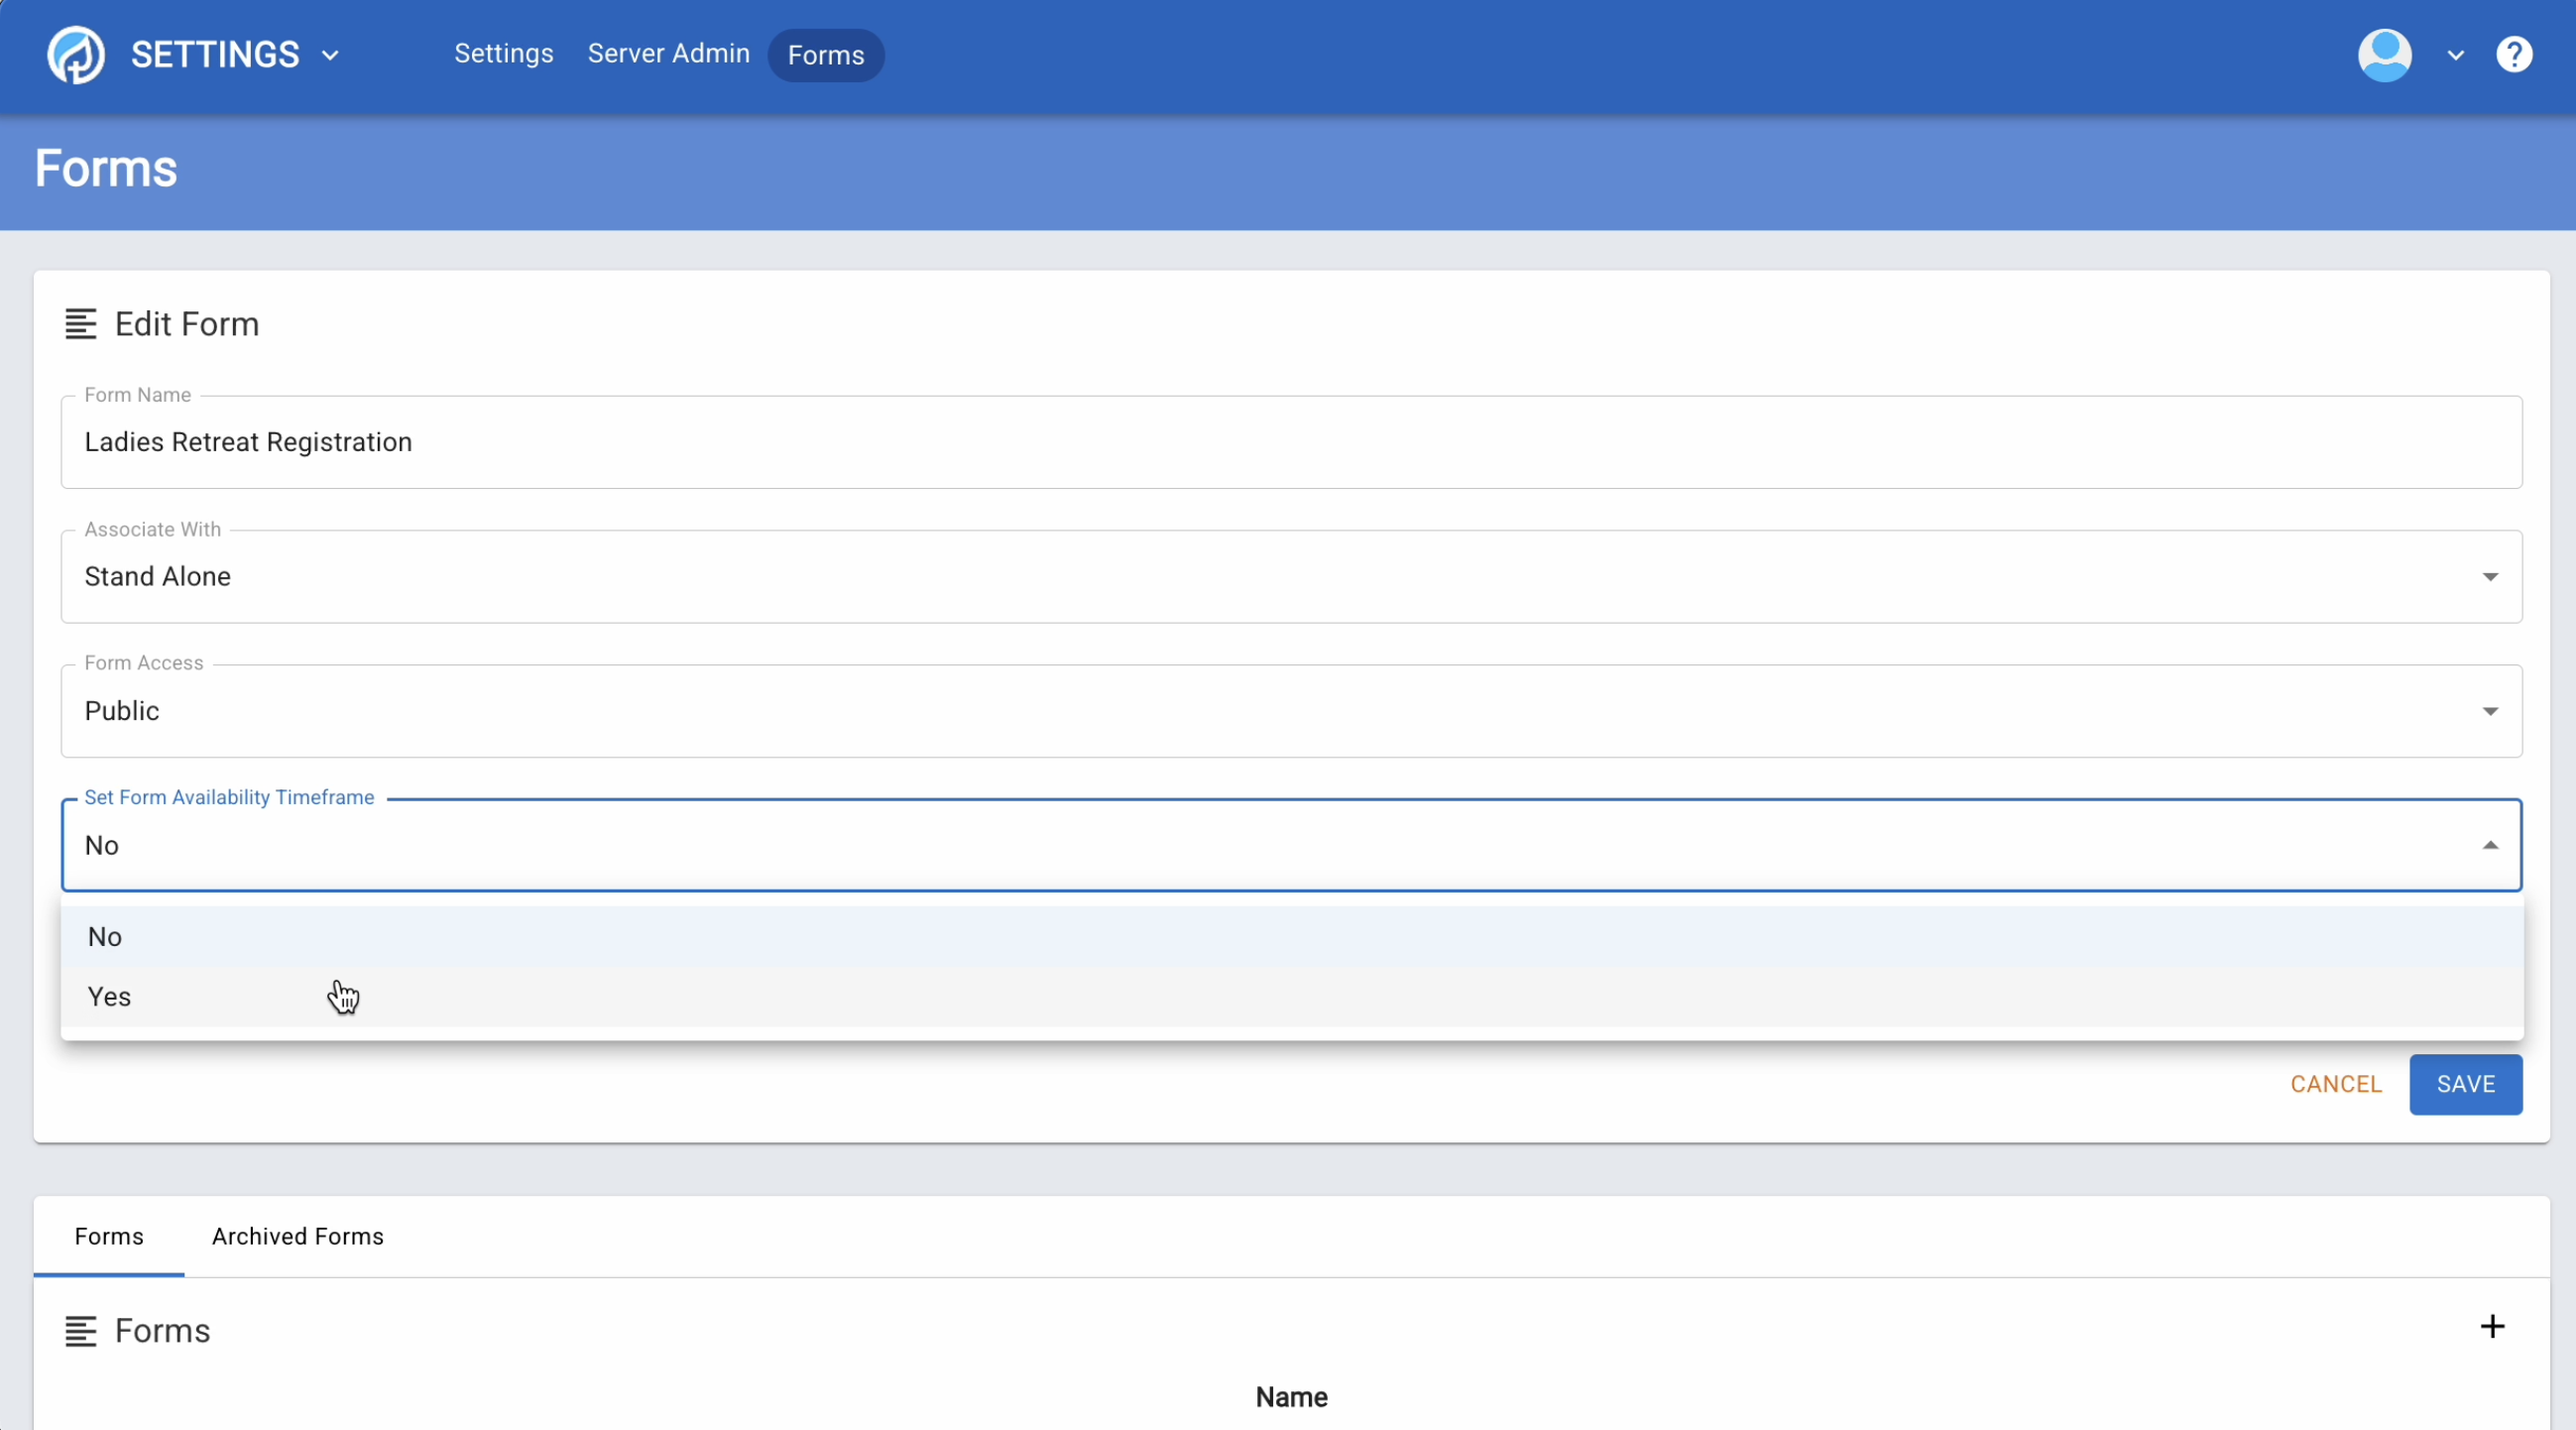 SETTINGS
Settings
Server Admin
Forms
?
Forms
Edit Form
Form Name
Ladies Retreat Registration
Associate With
Stand Alone
Form Access
Public
Set Form Availability Timeframe
No
No
Yes
CANCEL
SAVE
Forms
Archived Forms
Forms
+
Name